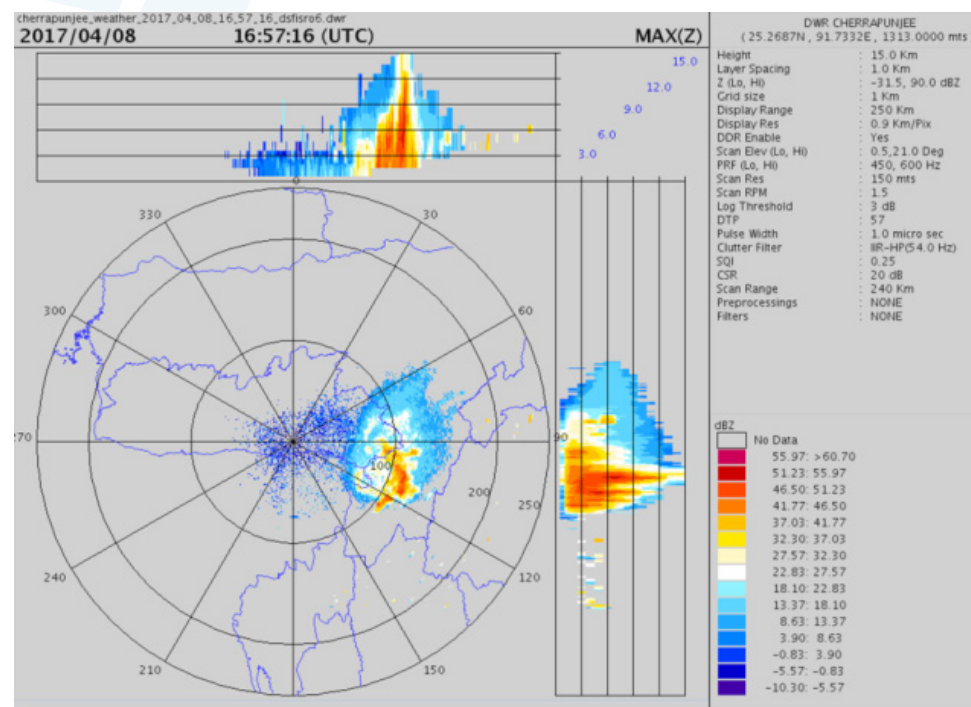 cherrapunjee_weather_2017_04_08_16_57_16_dsfisro6.dwr
2017/04/08 16:57:16 (UTC) MAX(Z)
15.0
12.0
9.0
6.0
3.0
0
330
30
300
60
270
90
100
200
250
240
120
210
150
DWR CHERRAPUNJEE
(25.2687N, 91.7332E, 1313.0000 mts
Height : 15.0 Km
Layer Spacing : 1.0 Km
Z (Lo, Hi) : -31.5, 90.0 dBZ
Grid size : 1 Km
Display Range : 250 Km
Display Res : 0.9 Km/Pix
DDR Enable : Yes
Scan Elev (Lo, Hi) : 0.5,21.0 Deg
PRF (Lo, Hi) : 450, 600 Hz
Scan Res : 150 mts
Scan RPM : 1.5
Log Threshold : 3 dB
DTP : 57
Pulse Width : 1.0 micro sec
Clutter Filter : IIR-HP(54.0 Hz)
SQI : 0.25
CSR : 20 dB
Scan Range : 240 Km
Preprocessings : NONE
Filters : NONE
dBZ
No Data
55.97: >60.70
51.23: 55.97
46.50: 51.23
41.77: 46.50
37.03: 41.77
32.30: 37.03
27.57: 32.30
22.83: 27.57
18.10: 22.83
13.37: 18.10
8.63: 13.37
3.90: 8.63
-0.83: 3.90
-5.57: -0.83
-10.30: -5.57